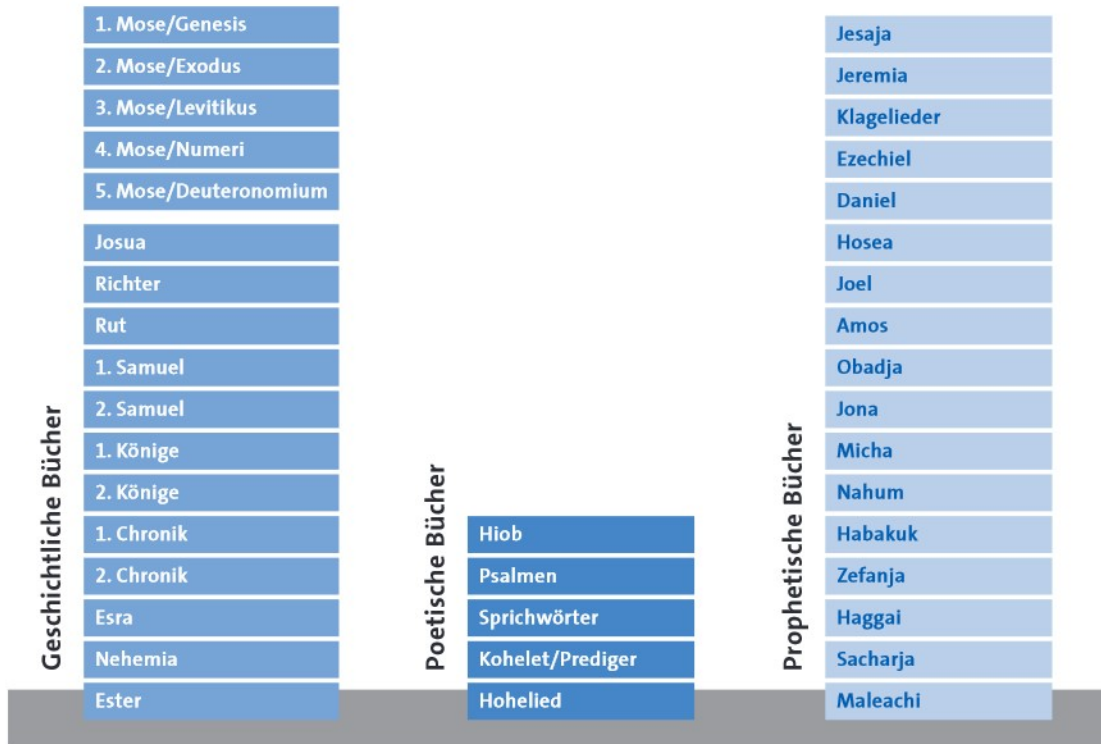 Geschichtliche Bücher
1. Mose/Genesis
2. Mose/Exodus
3. Mose/Levitikus
4. Mose/Numeri
5. Mose/Deuteronomium
Josua
Richter
Rut
1. Samuel
2. Samuel
1. Könige
2. Könige
1. Chronik
2. Chronik
Esra
Nehemia
Ester
Poetische Bücher
Hiob
Psalmen
Sprichwörter
Kohelet/Prediger
Hohelied
Prophetische Bücher
Jesaja
Jeremia
Klagelieder
Ezechiel
Daniel
Hosea
Joel
Amos
Obadja
Jona
Micha
Nahum
Habakuk
Zefanja
Haggai
Sacharja
Maleachi